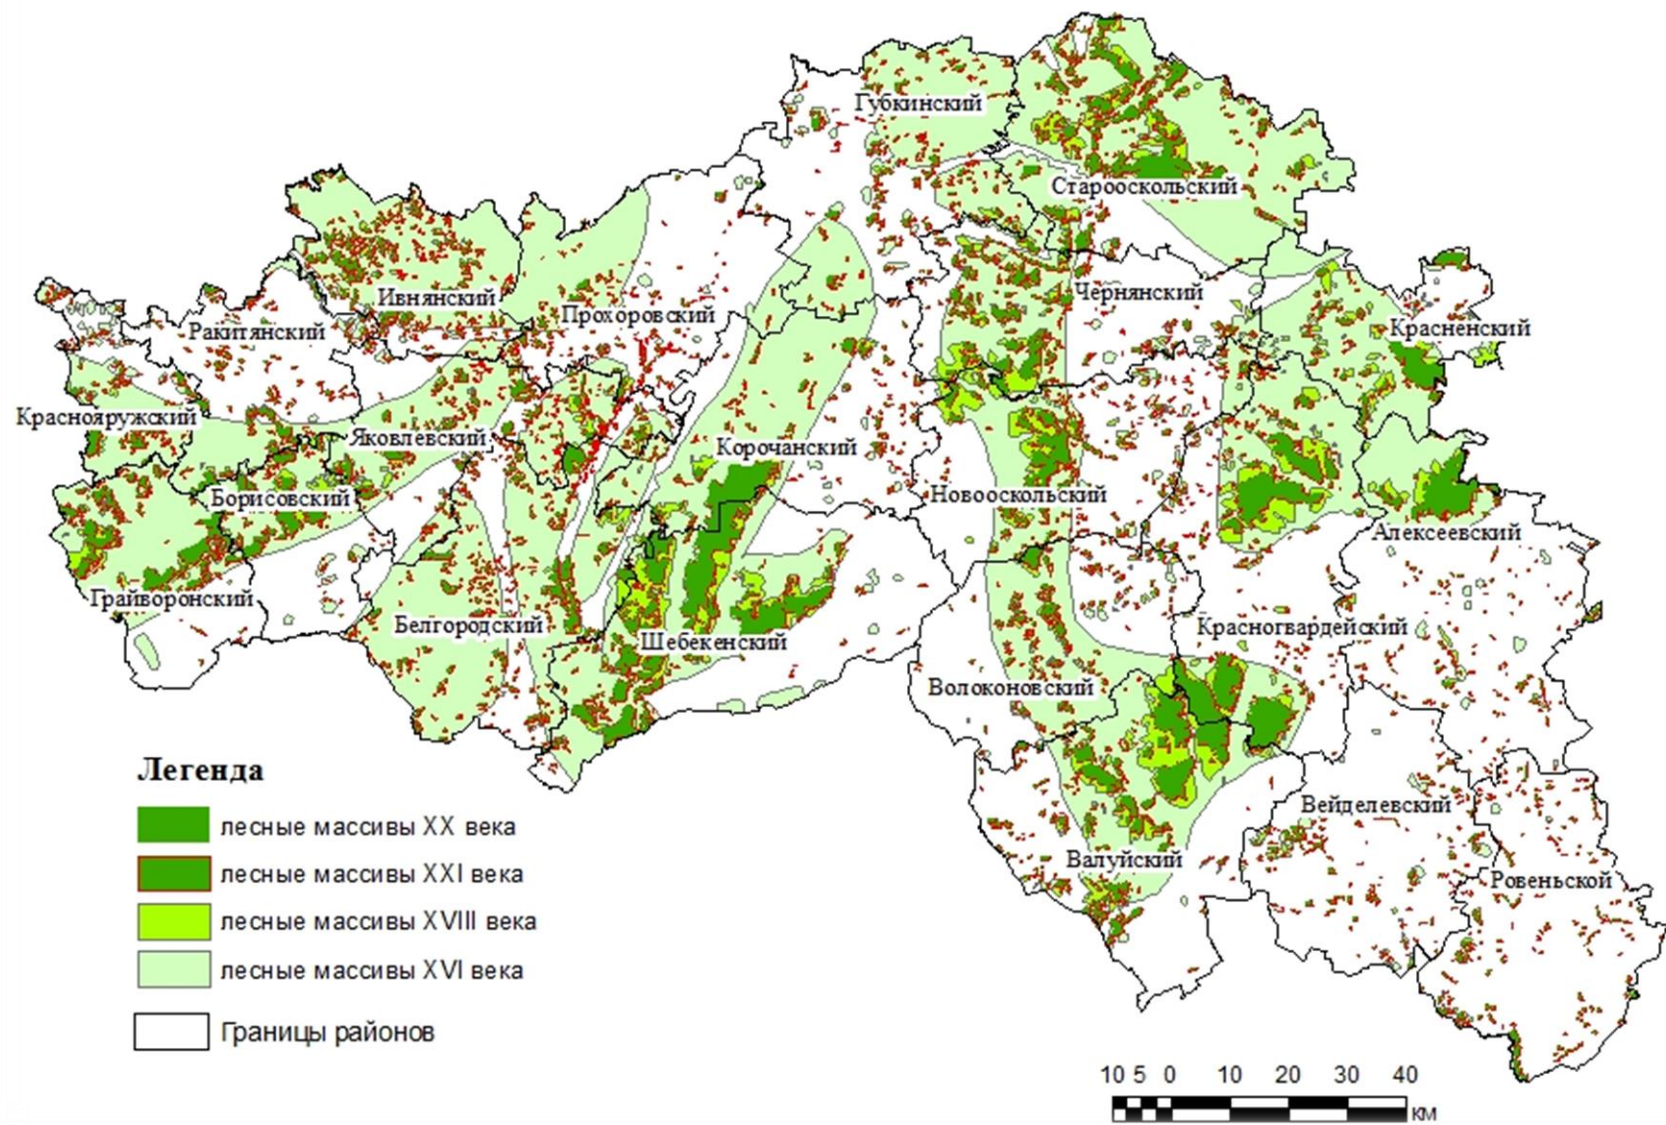 Губкинский
Старооскольский
Ивнянский
Чернянский
Прохоровский
Ракитянский
Красненский
Краснояружский
Яковлевский
Корочанский
Борисовский
Новооскольский
Алексеевский
Грайворонский
Белгородский
Красногвардейский
Шебекенский
Волоконовский
Вейделевский
Валуйский
Ровеньской
Легенда
лесные массивы XX века
лесные массивы XXI века
лесные массивы XVIII века
лесные массивы XVI века
Границы районов
10 5 0 10 20 30 40
км